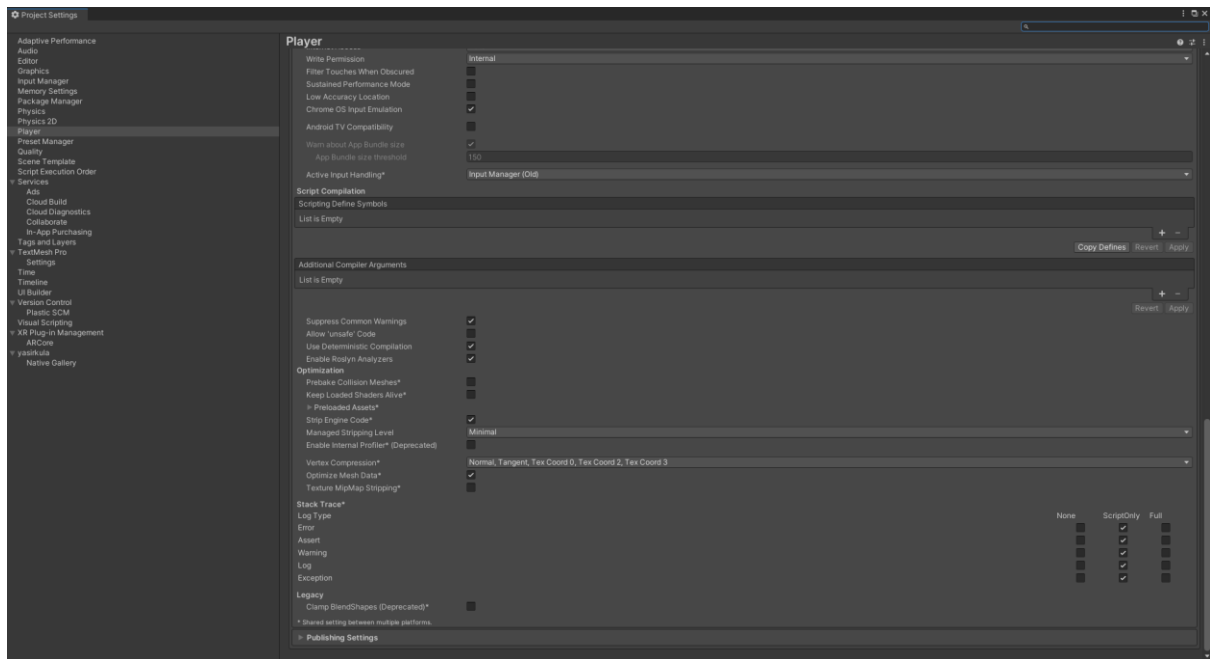 Project Settings
Adaptive Performance
Audio
Editor
Graphics
Input Manager
Memory Settings
Package Manager
Physics
Physics 2D
Player
Preset Manager
Quality
Scene Template
Script Execution Order
Services
Ads
Cloud Build
Cloud Diagnostics
Collaborate
In-App Purchasing
Tags and Layers
TextMesh Pro
Settings
Time
Timeline
UI Builder
Version Control
Plastic SCM
Visual Scripting
XR Plug-in Management
ARCore
yasirkula
Native Gallery
Player
Write Permission Internal
Filter Touches When Obscured
Sustained Performance Mode
Low Accuracy Location
Chrome OS Input Emulation
Android TV Compatibility
Warn about App Bundle size
App Bundle size threshold 150
Active Input Handling* Input Manager (Old)
Script Compilation
Scripting Define Symbols
List is Empty
+ −
Copy Defines Revert Apply
Additional Compiler Arguments
List is Empty
+ −
Revert Apply
Suppress Common Warnings
Allow 'unsafe' Code
Use Deterministic Compilation
Enable Roslyn Analyzers
Optimization
Prebake Collision Meshes*
Keep Loaded Shaders Alive*
Preloaded Assets*
Strip Engine Code*
Managed Stripping Level Minimal
Enable Internal Profiler* (Deprecated)
Vertex Compression* Normal, Tangent, Tex Coord 0, Tex Coord 2, Tex Coord 3
Optimize Mesh Data*
Texture MipMap Stripping*
Stack Trace*
Log Type None ScriptOnly Full
Error
Assert
Warning
Log
Exception
Legacy
Clamp BlendShapes (Deprecated)*
* Shared setting between multiple platforms.
Publishing Settings